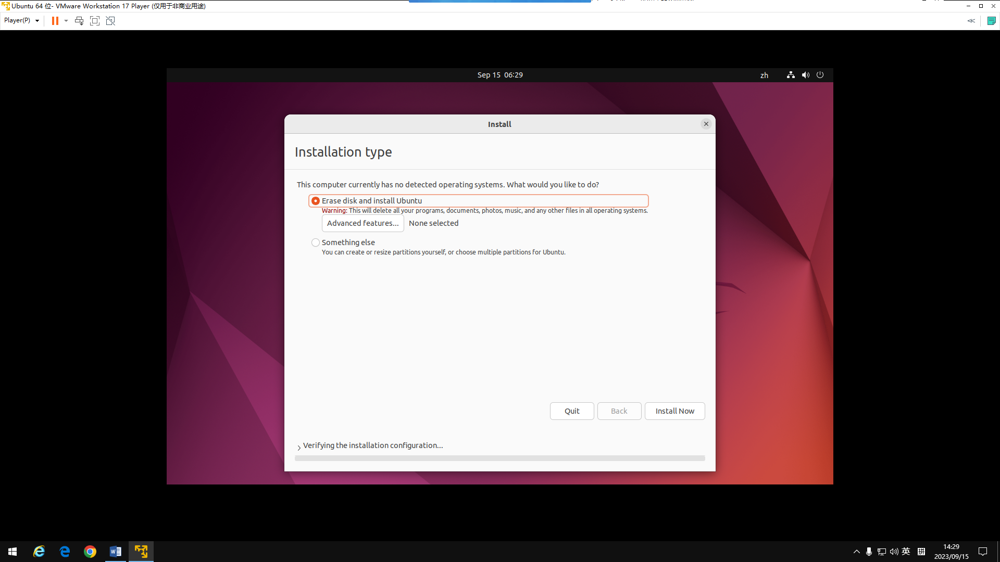 Ubuntu 64 位- VMware Workstation 17 Player (仅用于非商业用途)
Player(P)
Sep 15 06:29
zh
Install
Installation type
This computer currently has no detected operating systems. What would you like to do?
Erase disk and install Ubuntu
Warning: This will delete all your programs, documents, photos, music, and any other files in all operating systems.
Advanced features... None selected
Something else
You can create or resize partitions yourself, or choose multiple partitions for Ubuntu.
Quit Back Install Now
Verifying the installation configuration...
英 拼
14:29
2023/09/15